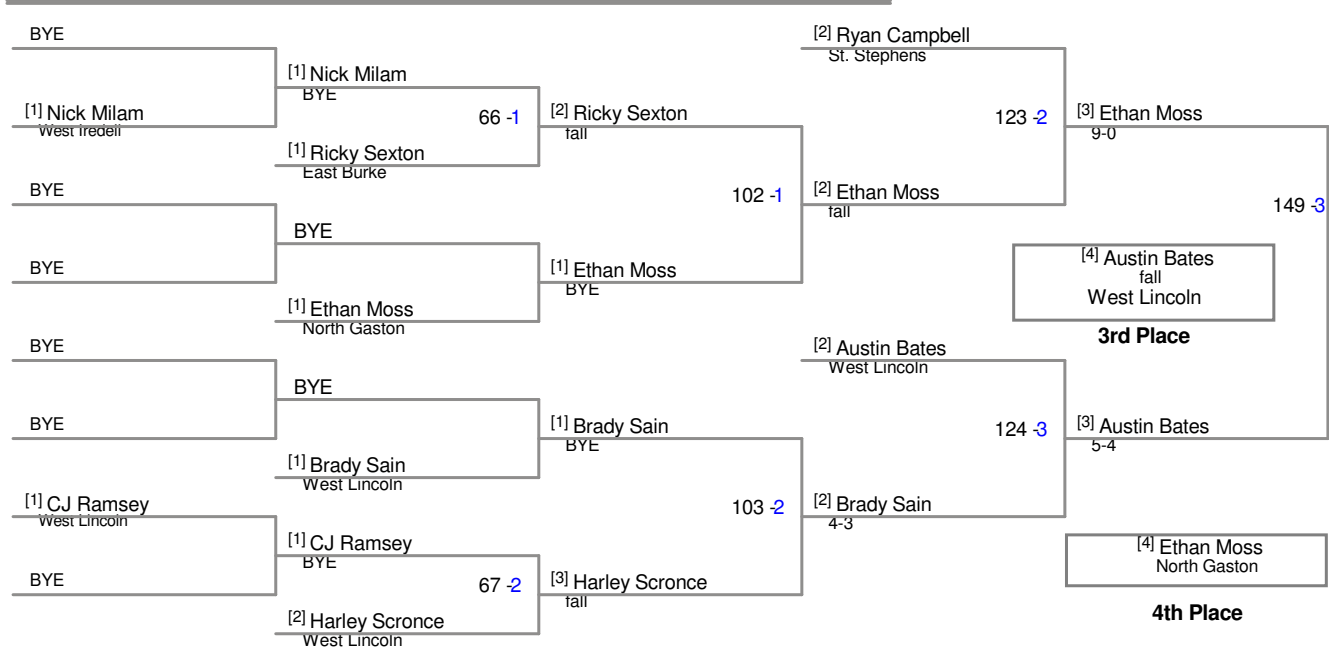 BYE
[1] Nick Milam
West Iredell
BYE
BYE
BYE
BYE
[1] CJ Ramsey
West Lincoln
BYE
[1] Nick Milam
BYE
66 -1
[1] Ricky Sexton
East Burke
BYE
[1] Ethan Moss
North Gaston
BYE
[1] Brady Sain
West Lincoln
[1] CJ Ramsey
BYE
67 -2
[2] Harley Scronce
West Lincoln
[2] Ricky Sexton
fall
102 -1
[1] Ethan Moss
BYE
[1] Brady Sain
BYE
103 -2
[3] Harley Scronce
fall
[2] Ryan Campbell
St. Stephens
123 -2
[2] Ethan Moss
fall
[2] Austin Bates
West Lincoln
124 -3
[2] Brady Sain
4-3
[3] Ethan Moss
9-0
149 -3
[4] Austin Bates
fall
West Lincoln
3rd Place
[3] Austin Bates
5-4
[4] Ethan Moss
North Gaston
4th Place